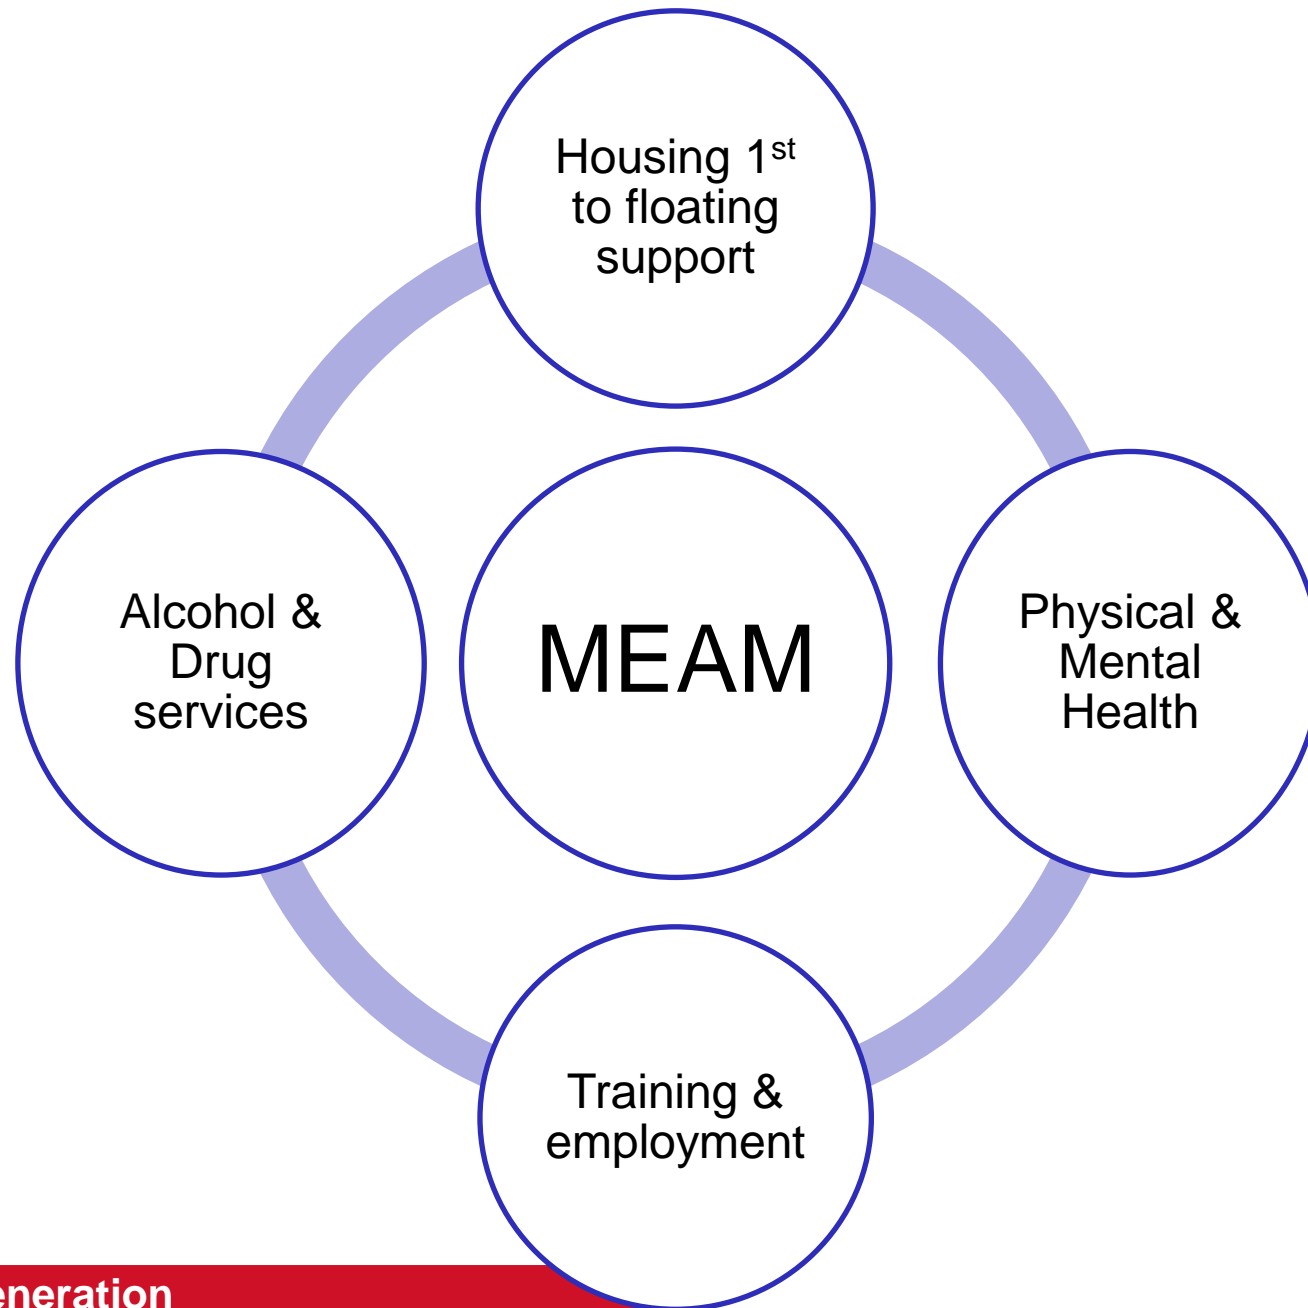 Housing 1st
to floating
support
Alcohol &
Drug
services
MEAM
Physical &
Mental
Health
Training &
employment
eneration